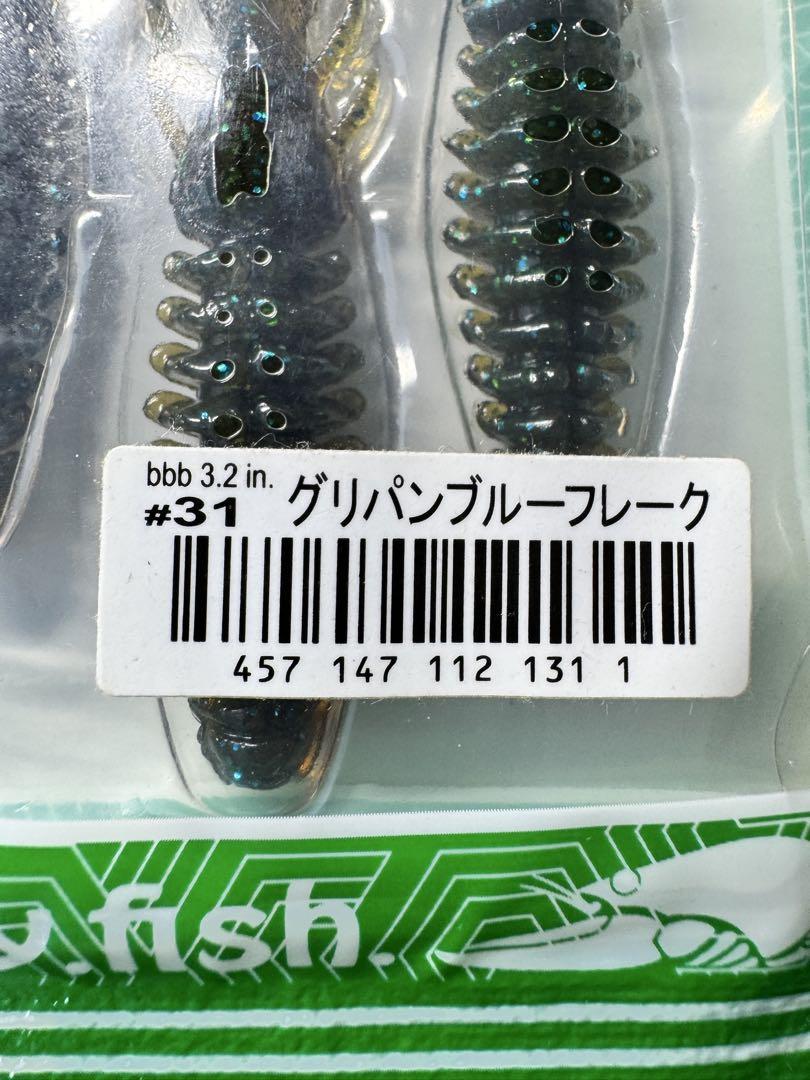 bbb 3.2 in.
#31 グリパンブルーフレーク
457 147 112 131 1
.fish.